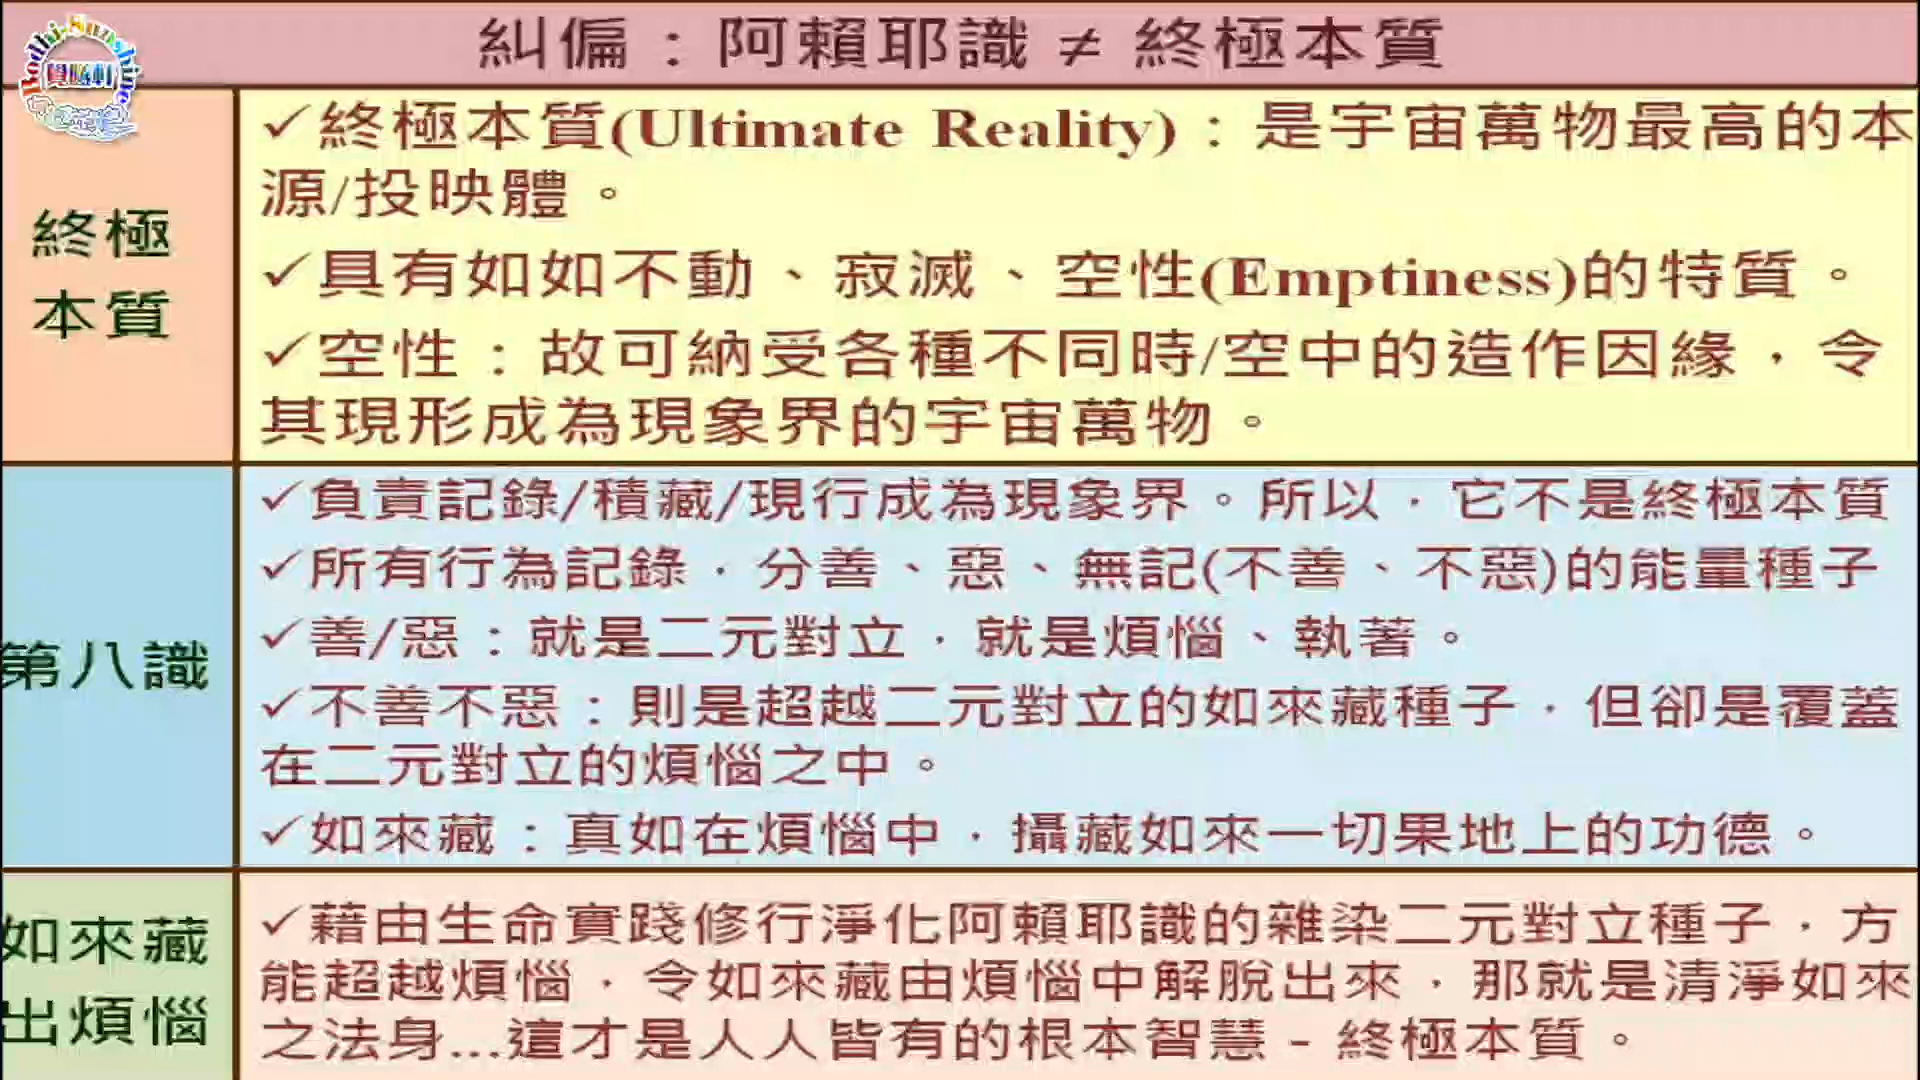 Bodhi Sunshine
覺暘軒
糾偏：阿賴耶識 ≠ 終極本質
終極
本質
✓終極本質(Ultimate Reality)：是宇宙萬物最高的本
源/投映體。
✓具有如如不動、寂滅、空性(Emptiness)的特質。
✓空性：故可納受各種不同時/空中的造作因緣，令
其現形成為現象界的宇宙萬物。
第八識
✓負責記錄/積藏/現行成為現象界。所以，它不是終極本質
✓所有行為記錄，分善、惡、無記(不善、不惡)的能量種子
✓善/惡：就是二元對立，就是煩惱、執著。
✓不善不惡：則是超越二元對立的如來藏種子，但卻是覆蓋
在二元對立的煩惱之中。
✓如來藏：真如在煩惱中，攝藏如來一切果地上的功德。
如來藏
出煩惱
✓藉由生命實踐修行淨化阿賴耶識的雜染二元對立種子，方
能超越煩惱，令如來藏由煩惱中解脫出來，那就是清淨如來
之法身...這才是人人皆有的根本智慧－終極本質。